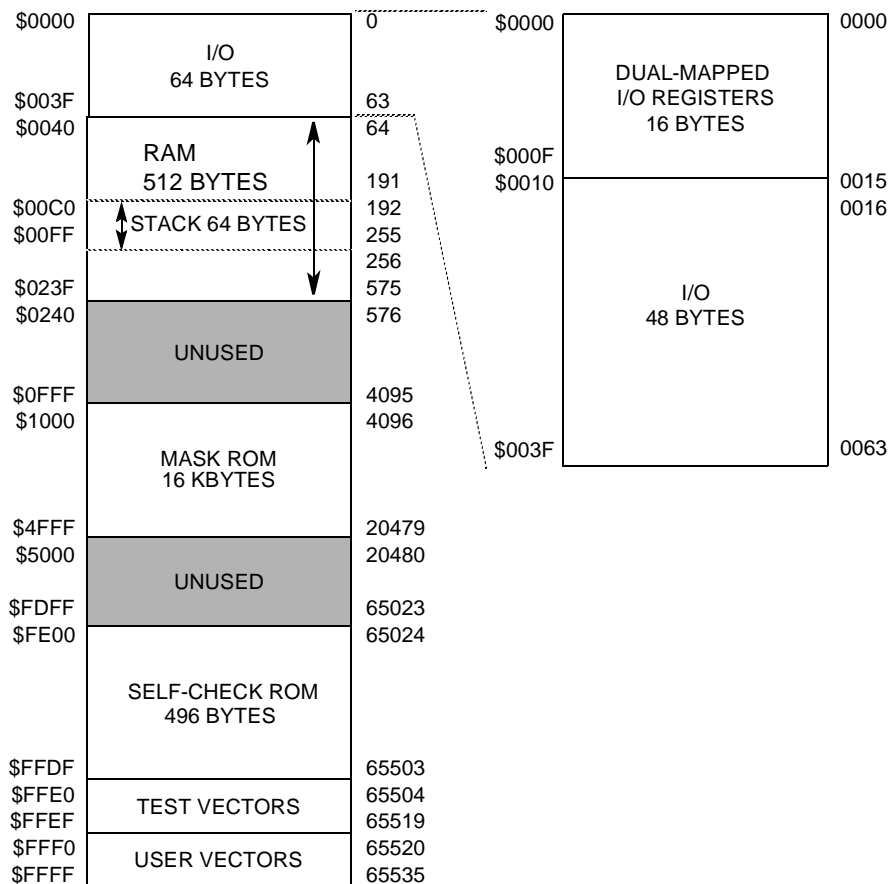 $0000 0
I/O
64 BYTES
$003F 63
$0040 64
RAM
512 BYTES 191
$00C0 192
STACK 64 BYTES
$00FF 255
256
$023F 575
$0240 576
UNUSED
$0FFF 4095
$1000 4096
MASK ROM
16 KBYTES
$4FFF 20479
$5000 20480
UNUSED
$FDFF 65023
$FE00 65024
SELF-CHECK ROM
496 BYTES
$FFDF 65503
$FFE0 65504
TEST VECTORS
$FFEF 65519
$FFF0 65520
USER VECTORS
$FFFF 65535
$0000 0000
DUAL-MAPPED
I/O REGISTERS
16 BYTES
$000F
$0010 0015
0016
I/O
48 BYTES
$003F 0063